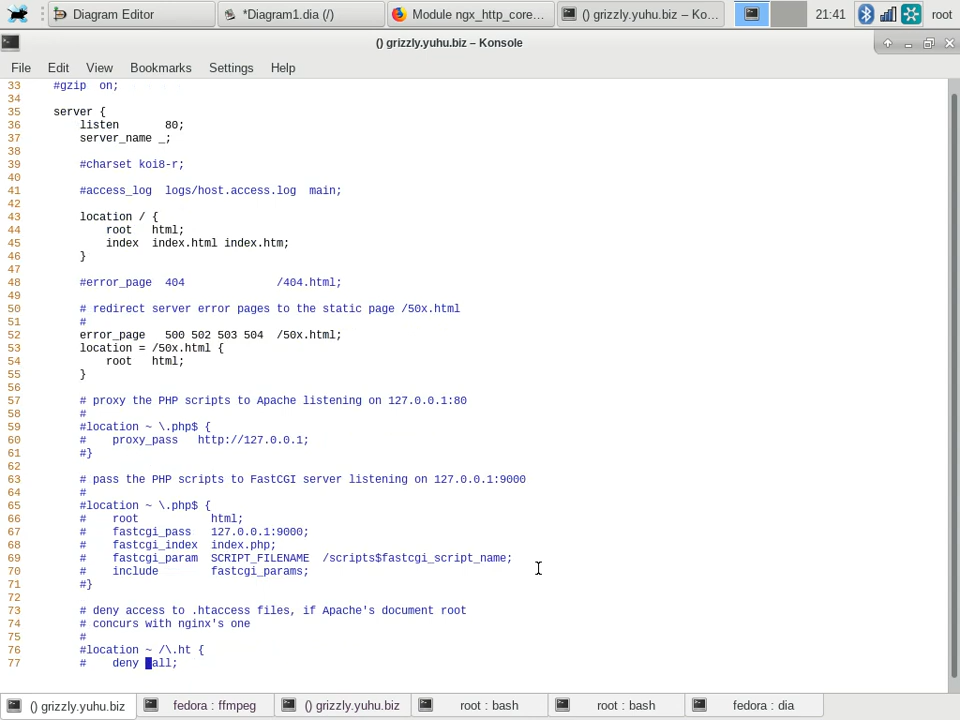 Diagram Editor
*Diagram1.dia (/)
Module ngx_http_core...
() grizzly.yuhu.biz – Ko...
21:41
root
() grizzly.yuhu.biz – Konsole
File Edit View Bookmarks Settings Help
33 #gzip on;
34
35 server {
36 listen 80;
37 server_name _;
38
39 #charset koi8-r;
40
41 #access_log logs/host.access.log main;
42
43 location / {
44 root html;
45 index index.html index.htm;
46 }
47
48 #error_page 404 /404.html;
49
50 # redirect server error pages to the static page /50x.html
51 #
52 error_page 500 502 503 504 /50x.html;
53 location = /50x.html {
54 root html;
55 }
56
57 # proxy the PHP scripts to Apache listening on 127.0.0.1:80
58 #
59 #location ~ \.php$ {
60 # proxy_pass http://127.0.0.1;
61 #}
62
63 # pass the PHP scripts to FastCGI server listening on 127.0.0.1:9000
64 #
65 #location ~ \.php$ {
66 # root html;
67 # fastcgi_pass 127.0.0.1:9000;
68 # fastcgi_index index.php;
69 # fastcgi_param SCRIPT_FILENAME /scripts$fastcgi_script_name;
70 # include fastcgi_params;
71 #}
72
73 # deny access to .htaccess files, if Apache's document root
74 # concurs with nginx's one
75 #
76 #location ~ /\.ht {
77 # deny all;
() grizzly.yuhu.biz
fedora : ffmpeg
() grizzly.yuhu.biz
root : bash
root : bash
fedora : dia